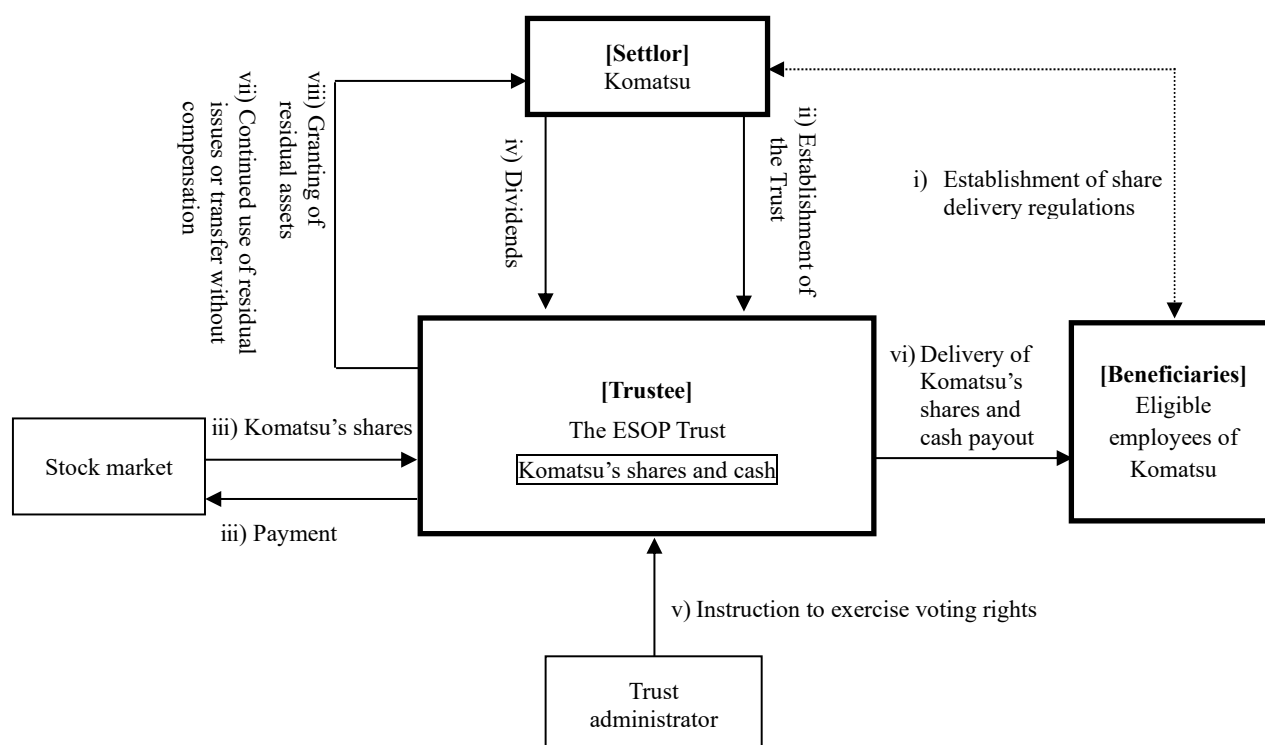 [Settlor]
Komatsu
viii) Granting of
residual assets
vii) Continued use of residual
issues or transfer without
compensation
iv) Dividends
ii) Establishment of
the Trust
i) Establishment of share
delivery regulations
[Trustee]
The ESOP Trust
Komatsu’s shares and cash
vi) Delivery of
Komatsu’s
shares and
cash payout
[Beneficiaries]
Eligible
employees of
Komatsu
Stock market
iii) Komatsu’s shares
iii) Payment
v) Instruction to exercise voting rights
Trust
administrator